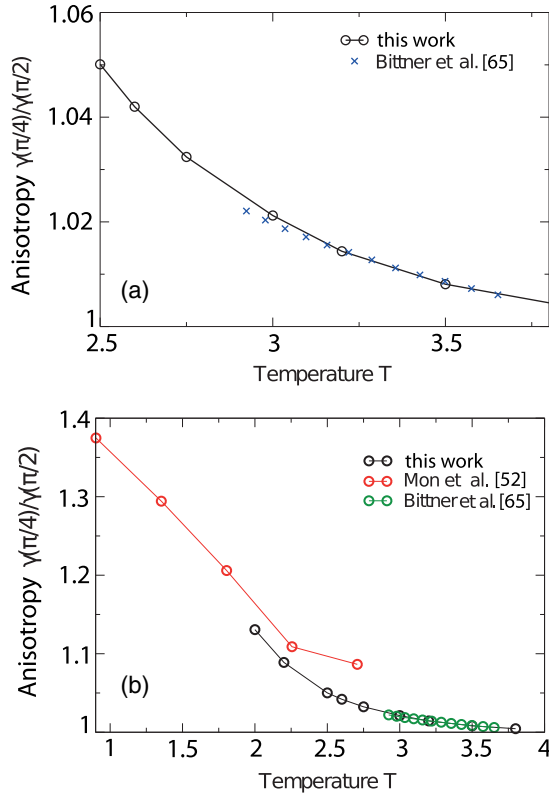 1.06
1.04
1.02
1
Anisotropy γ(π/4)/γ(π/2)
this work
Bittner et al. [65]
(a)
2.5
3
3.5
Temperature T
1.4
1.3
1.2
1.1
1
Anisotropy γ(π/4)/γ(π/2)
this work
Mon et al. [52]
Bittner et al. [65]
(b)
1
1.5
2
2.5
3
3.5
4
Temperature T